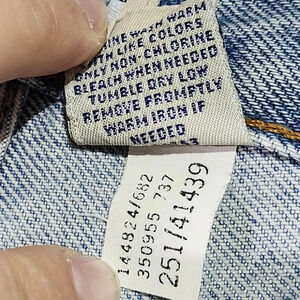 MACHINE WASH WARM
WITH LIKE COLORS
ONLY NON-CHLORINE
BLEACH WHEN NEEDED
TUMBLE DRY LOW
REMOVE PROMPTLY
WARM IRON IF
NEEDED
144824/682
350955 737
251/41439